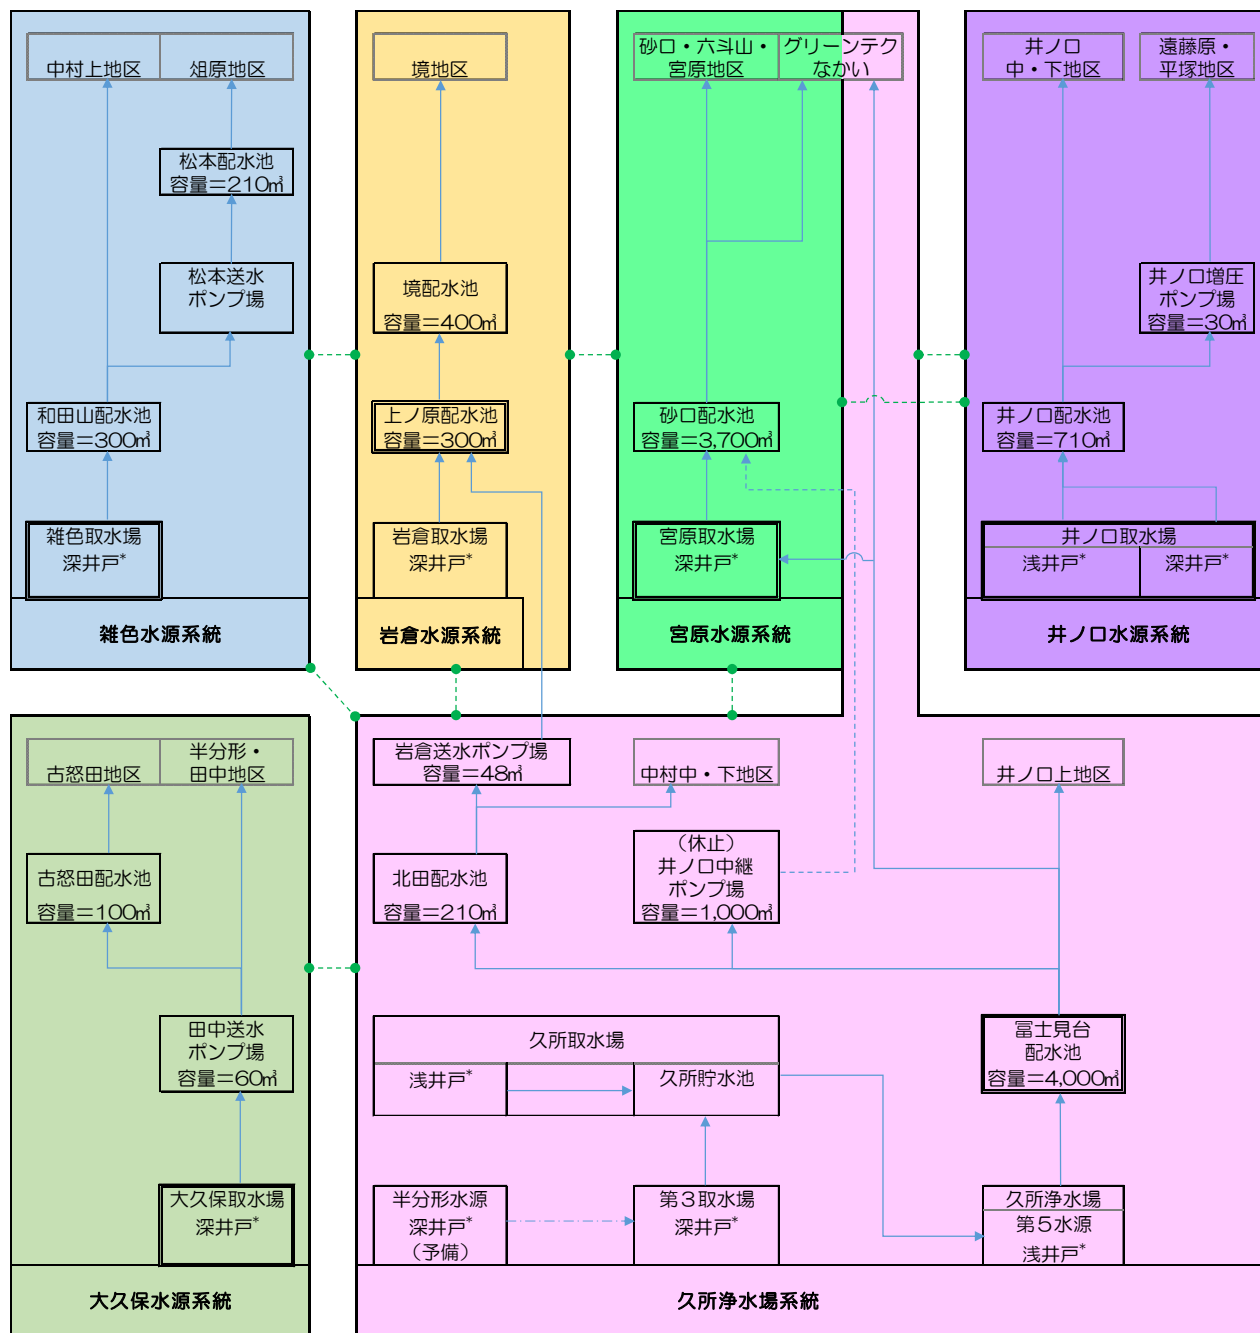 中村上地区
俎原地区
松本配水池
容量＝210㎥
松本送水
ポンプ場
和田山配水池
容量＝300㎥
雑色取水場
深井戸*
雑色水源系統
境地区
境配水池
容量＝400㎥
上ノ原配水池
容量＝300㎥
岩倉取水場
深井戸*
岩倉水源系統
砂口・六斗山・
宮原地区
グリーンテク
なかい
砂口配水池
容量＝3,700㎥
宮原取水場
深井戸*
宮原水源系統
井ノ口
中・下地区
遠藤原・
平塚地区
井ノ口増圧
ポンプ場
容量＝30㎥
井ノ口配水池
容量＝710㎥
井ノ口取水場
浅井戸*
深井戸*
井ノ口水源系統
古怒田地区
半分形・
田中地区
古怒田配水池
容量＝100㎥
田中送水
ポンプ場
容量＝60㎥
大久保取水場
深井戸*
大久保水源系統
岩倉送水ポンプ場
容量＝48㎥
中村中・下地区
井ノ口上地区
北田配水池
容量＝210㎥
（休止）
井ノ口中継
ポンプ場
容量＝1,000㎥
久所取水場
浅井戸*
久所貯水池
冨士見台
配水池
容量＝4,000㎥
半分形水源
深井戸*
（予備）
第３取水場
深井戸*
久所浄水場
第５水源
浅井戸*
久所浄水場系統